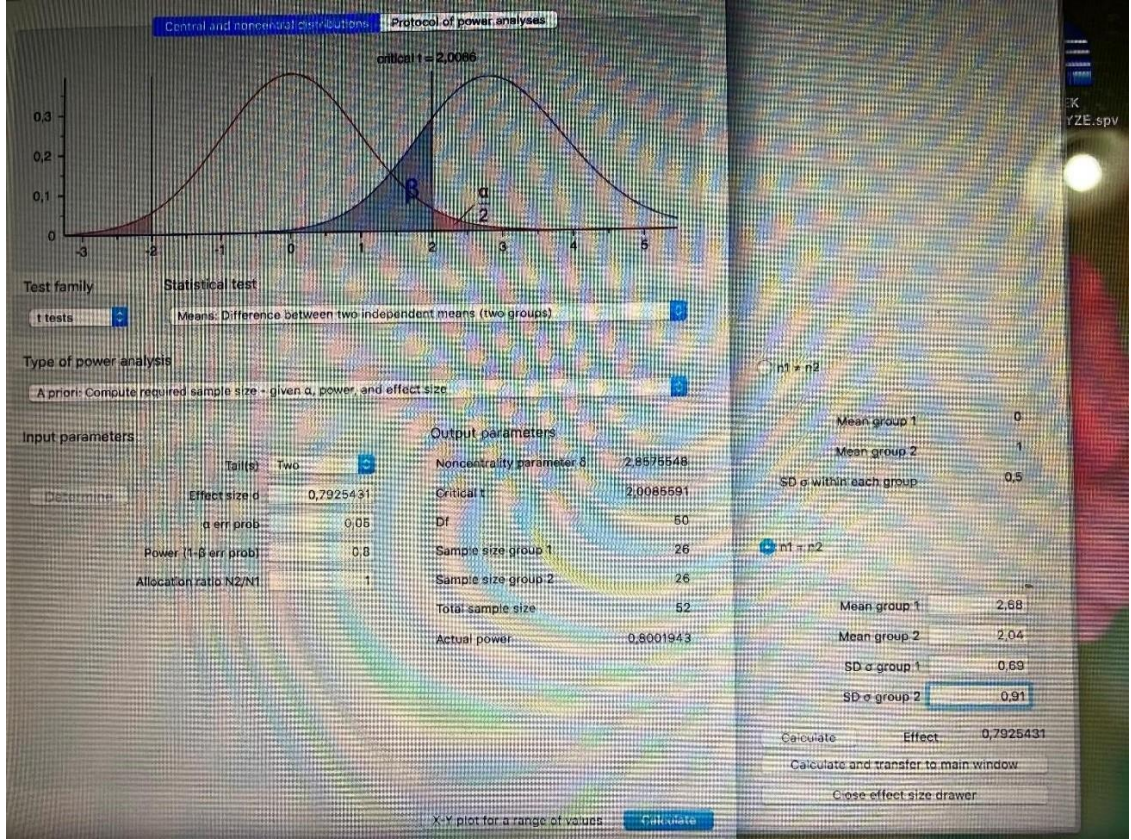 Central and noncentral distributions Protocol of power analyses
critical t = 2,0086
0,3
0,2
0,1
0
β
α
2
-3 -2 -1 0 1 2 3 4 5
Test family Statistical test
t tests Means: Difference between two independent means (two groups)
Type of power analysis
A priori: Compute required sample size - given α, power, and effect size
Input parameters Output parameters
Tail(s) Two Noncentrality parameter δ 2,8575548
Determine Effect size d 0,7925431 Critical t 2,0085591
α err prob 0,05 Df 50
Power (1-β err prob) 0,8 Sample size group 1 26
Allocation ratio N2/N1 1 Sample size group 2 26
Total sample size 52
Actual power 0,8001943
n1 ≠ n2
Mean group 1 0
Mean group 2 1
SD σ within each group 0,5
n1 = n2
Mean group 1 2,68
Mean group 2 2,04
SD σ group 1 0,69
SD σ group 2 0,91
Calculate Effect 0,7925431
Calculate and transfer to main window
Close effect size drawer
X-Y plot for a range of values Calculate
EK
YZE.spv